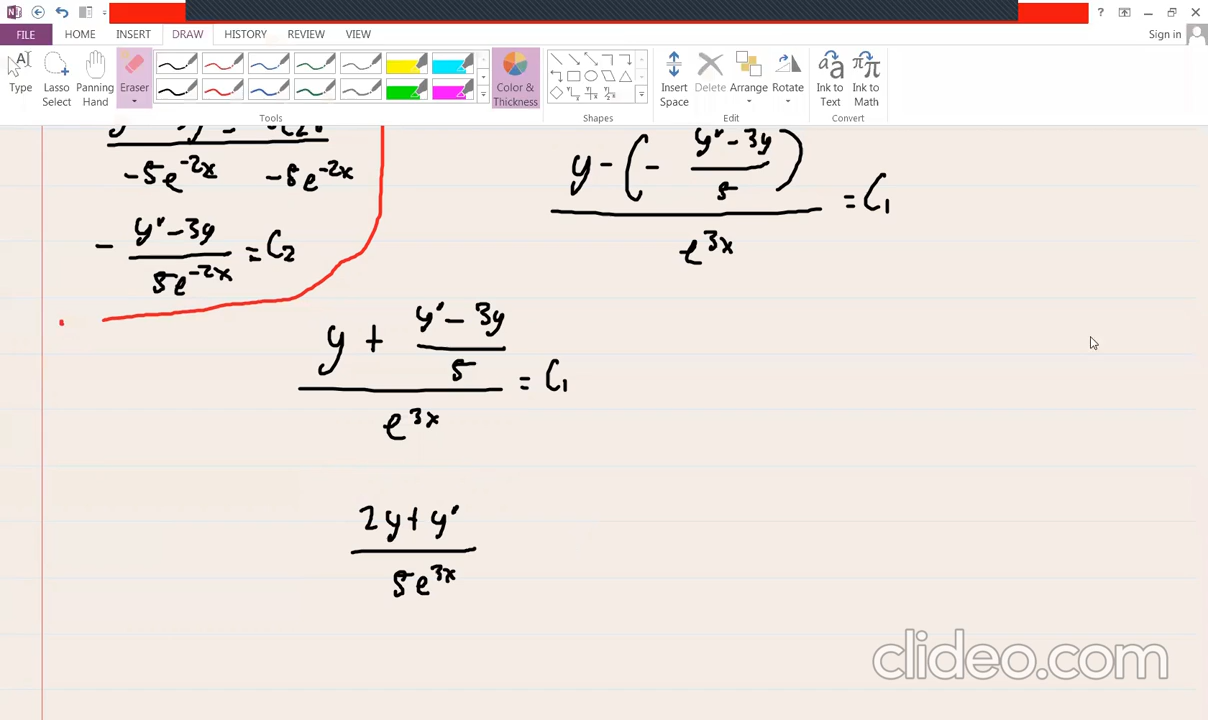 FILE HOME INSERT DRAW HISTORY REVIEW VIEW Sign in
Type Lasso Select Panning Hand Eraser Color & Thickness Insert Space Delete Arrange Rotate Ink to Text Ink to Math
Tools Shapes Edit Convert
-5e^-2x -5e^-2x
- (y' - 3y)/(5e^-2x) = C2
(y - (- (y' - 3y)/5))/(e^3x) = C1
(y + (y' - 3y)/5)/(e^3x) = C1
(2y + y')/(5e^3x)
clideo.com